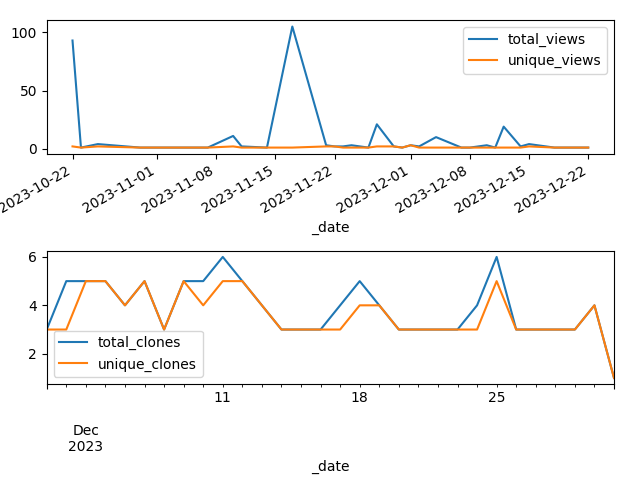 100
50
0
total_views
unique_views
2023-10-22
2023-11-01
2023-11-08
2023-11-15
2023-11-22
2023-12-01
2023-12-08
2023-12-15
2023-12-22
_date
6
4
2
total_clones
unique_clones
11
18
25
Dec
2023
_date